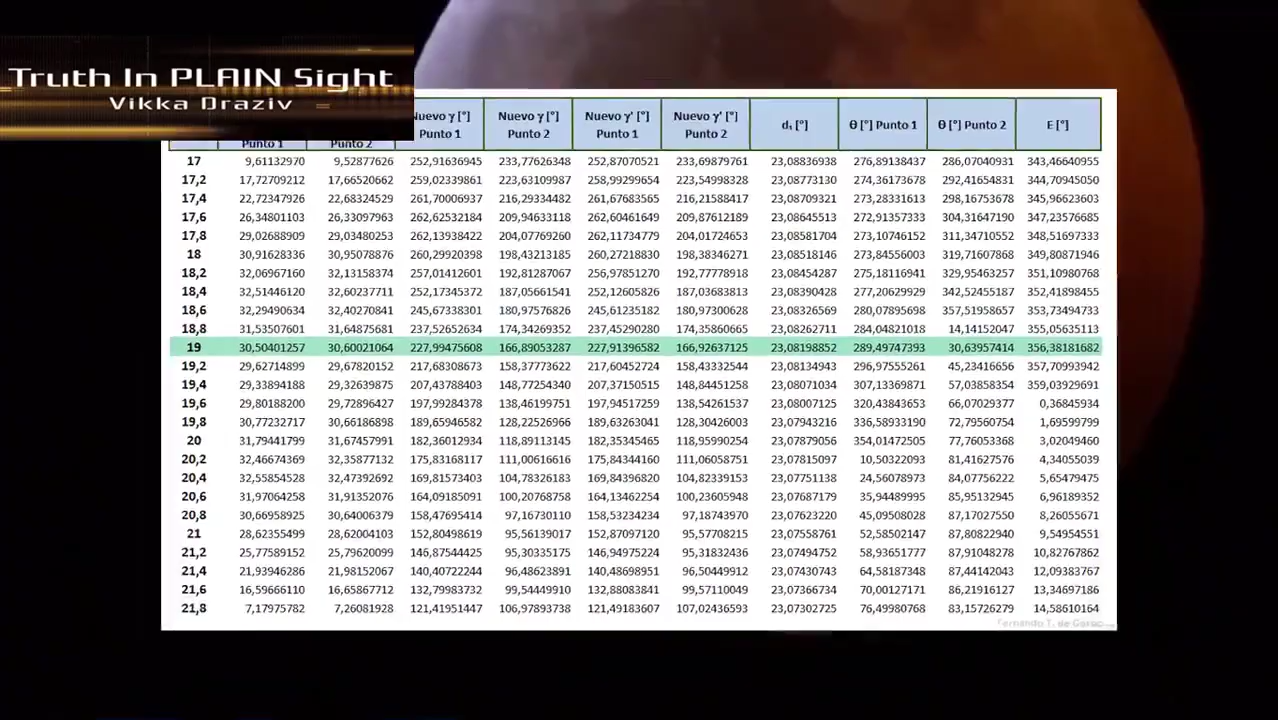 Truth In PLAIN Sight
Vikka Draziv
Nuevo γ [°] Nuevo γ [°] Nuevo γ' [°] Nuevo γ' [°] d₁ [°] θ [°] Punto 1 θ [°] Punto 2 E [°]
Punto 1 Punto 2 Punto 1 Punto 2
Punto 1 Punto 2
17 9,61132970 9,52877626 252,91636945 233,77626348 252,87070521 233,69879761 23,08836938 276,89138437 286,07040931 343,46640955
17,2 17,72709212 17,66520662 259,02339861 223,63109987 258,99299654 223,54998328 23,08773130 274,36173678 292,41654831 344,70945050
17,4 22,72347926 22,68324529 261,70006937 216,29334482 261,67683565 216,21588417 23,08709321 273,28331613 298,16753678 345,96623603
17,6 26,34801103 26,33097963 262,62532184 209,94633118 262,60461649 209,87612189 23,08645513 272,91357333 304,31647190 347,23576685
17,8 29,02688909 29,03480253 262,13938422 204,07769260 262,11734779 204,01724653 23,08581704 273,10746152 311,34710552 348,51697333
18 30,91628336 30,95078876 260,29920398 198,43213185 260,27218830 198,38346271 23,08518146 273,84556003 319,71607868 349,80871946
18,2 32,06967160 32,13158374 257,01412601 192,81287067 256,97851270 192,77778918 23,08454287 275,18116941 329,95463257 351,10980768
18,4 32,51446120 32,60237711 252,17345372 187,05661541 252,12605826 187,03683813 23,08390428 277,20629929 342,52455187 352,41898455
18,6 32,29490634 32,40270841 245,67338301 180,97576826 245,61235182 180,97300628 23,08326569 280,07895698 357,51958567 353,73494733
18,8 31,53507601 31,64875681 237,52652634 174,34269352 237,45290280 174,35860665 23,08262711 284,04821018 14,14152047 355,05635113
19 30,50401257 30,60021064 227,99475608 166,89053287 227,91396582 166,92637125 23,08198852 289,49747393 30,63957414 356,38181682
19,2 29,62714899 29,67820152 217,68308673 158,37773622 217,60452724 158,43332544 23,08134943 296,97555261 45,23416656 357,70993942
19,4 29,33894188 29,32639875 207,43788403 148,77254340 207,37150515 148,84451258 23,08071034 307,13369871 57,03858354 359,03929691
19,6 29,80188200 29,72896427 197,99284378 138,46199751 197,94517259 138,54261537 23,08007125 320,43843653 66,07029377 0,36845934
19,8 30,77232717 30,66186898 189,65946582 128,22526966 189,63263041 128,30426003 23,07943216 336,58933190 72,79560754 1,69599799
20 31,79441799 31,67457991 182,36012934 118,89113145 182,35345465 118,95990254 23,07879056 354,01472505 77,76053368 3,02049460
20,2 32,46674369 32,35877132 175,83168117 111,00616616 175,84344160 111,06058751 23,07815097 10,50322093 81,41627576 4,34055039
20,4 32,55854528 32,47392692 169,81573403 104,78326183 169,84396820 104,82339153 23,07751138 24,56078973 84,07756222 5,65479475
20,6 31,97064258 31,91352076 164,09185091 100,20768758 164,13462254 100,23605948 23,07687179 35,94489995 85,95132945 6,96189352
20,8 30,66958925 30,64006379 158,47695414 97,16730110 158,53234234 97,18743970 23,07623220 45,09508028 87,17027550 8,26055671
21 28,62355499 28,62004103 152,80498619 95,56139017 152,87097120 95,57708215 23,07558761 52,58502147 87,80822940 9,54954551
21,2 25,77589152 25,79620099 146,87544425 95,30335175 146,94975224 95,31832436 23,07494752 58,93651777 87,91048278 10,82767862
21,4 21,93946286 21,98152067 140,40722244 96,48623891 140,48698951 96,50449912 23,07430743 64,58187348 87,44142043 12,09383767
21,6 16,59666110 16,65867712 132,79983732 99,54449910 132,88083841 99,57110049 23,07366734 70,00127171 86,21916127 13,34697186
21,8 7,17975782 7,26081928 121,41951447 106,97893738 121,49183607 107,02436593 23,07302725 76,49980768 83,15726279 14,58610164
Fernando T. de